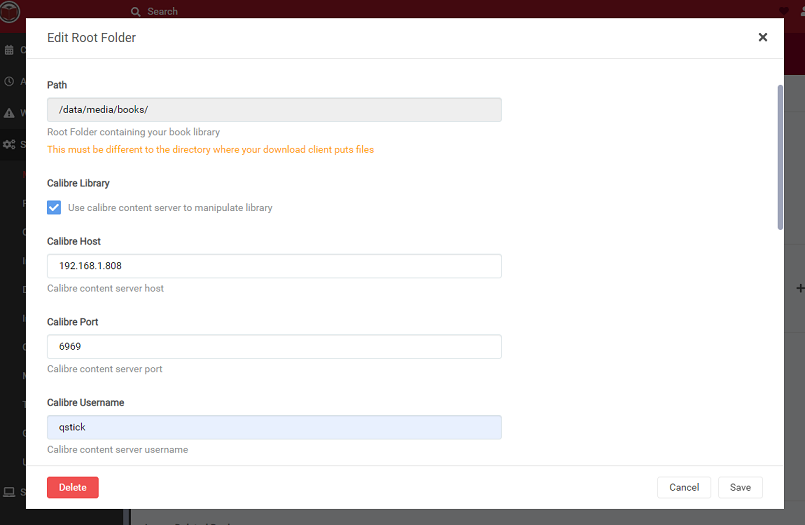 Search
Edit Root Folder
Path
/data/media/books/
Root Folder containing your book library
This must be different to the directory where your download client puts files
Calibre Library
Use calibre content server to manipulate library
Calibre Host
192.168.1.808
Calibre content server host
Calibre Port
6969
Calibre content server port
Calibre Username
qstick
Calibre content server username
Delete
Cancel
Save